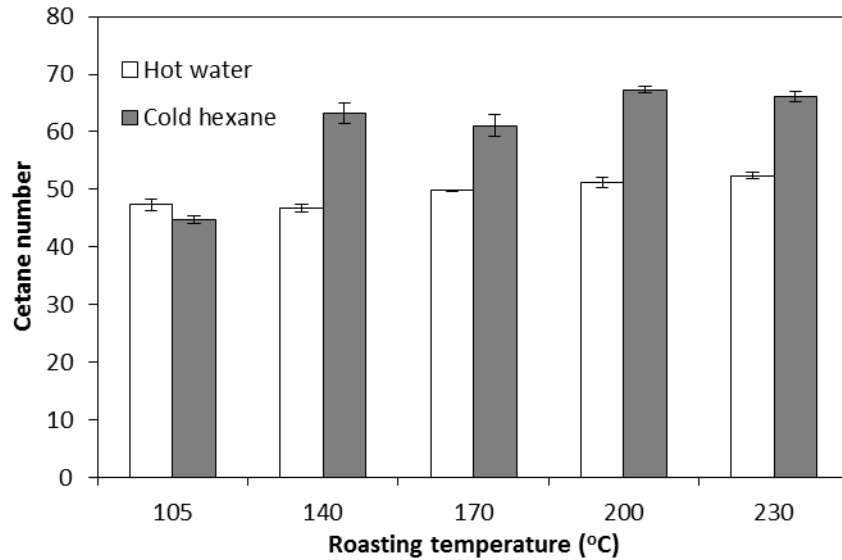 80
70
60
50
40
30
20
10
0
Cetane number
Hot water
Cold hexane
105 140 170 200 230
Roasting temperature (ºC)